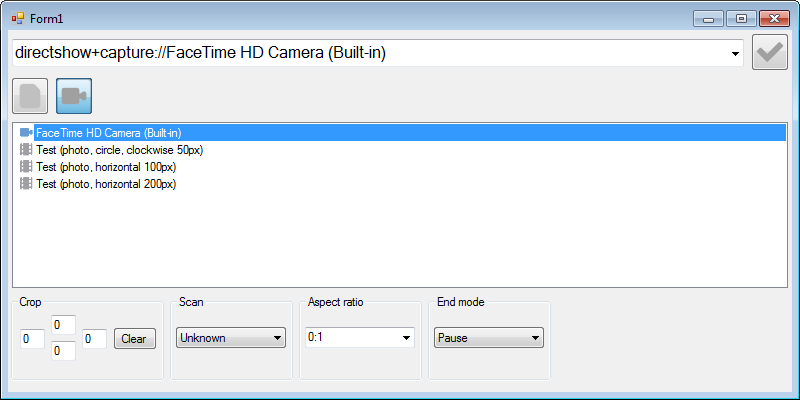 Form1
directshow+capture://FaceTime HD Camera (Built-in)
FaceTime HD Camera (Built-in)
Test (photo, circle, clockwise 50px)
Test (photo, horizontal 100px)
Test (photo, horizontal 200px)
Crop
0
0
0
0
Clear
Scan
Unknown
Aspect ratio
0:1
End mode
Pause